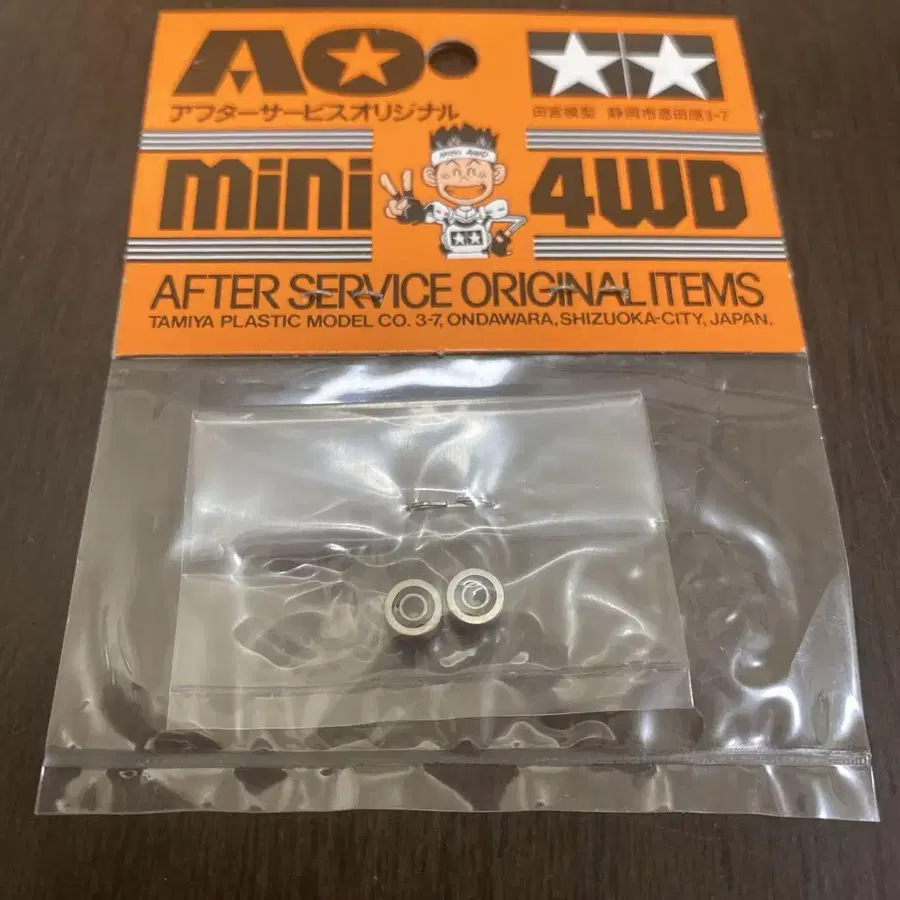 AO
アフターサービスオリジナル
田宮模型 静岡市恩田原3-7
mini 4WD
MINI 4WD
AFTER SERVICE ORIGINAL ITEMS
TAMIYA PLASTIC MODEL CO. 3-7, ONDAWARA, SHIZUOKA-CITY, JAPAN.